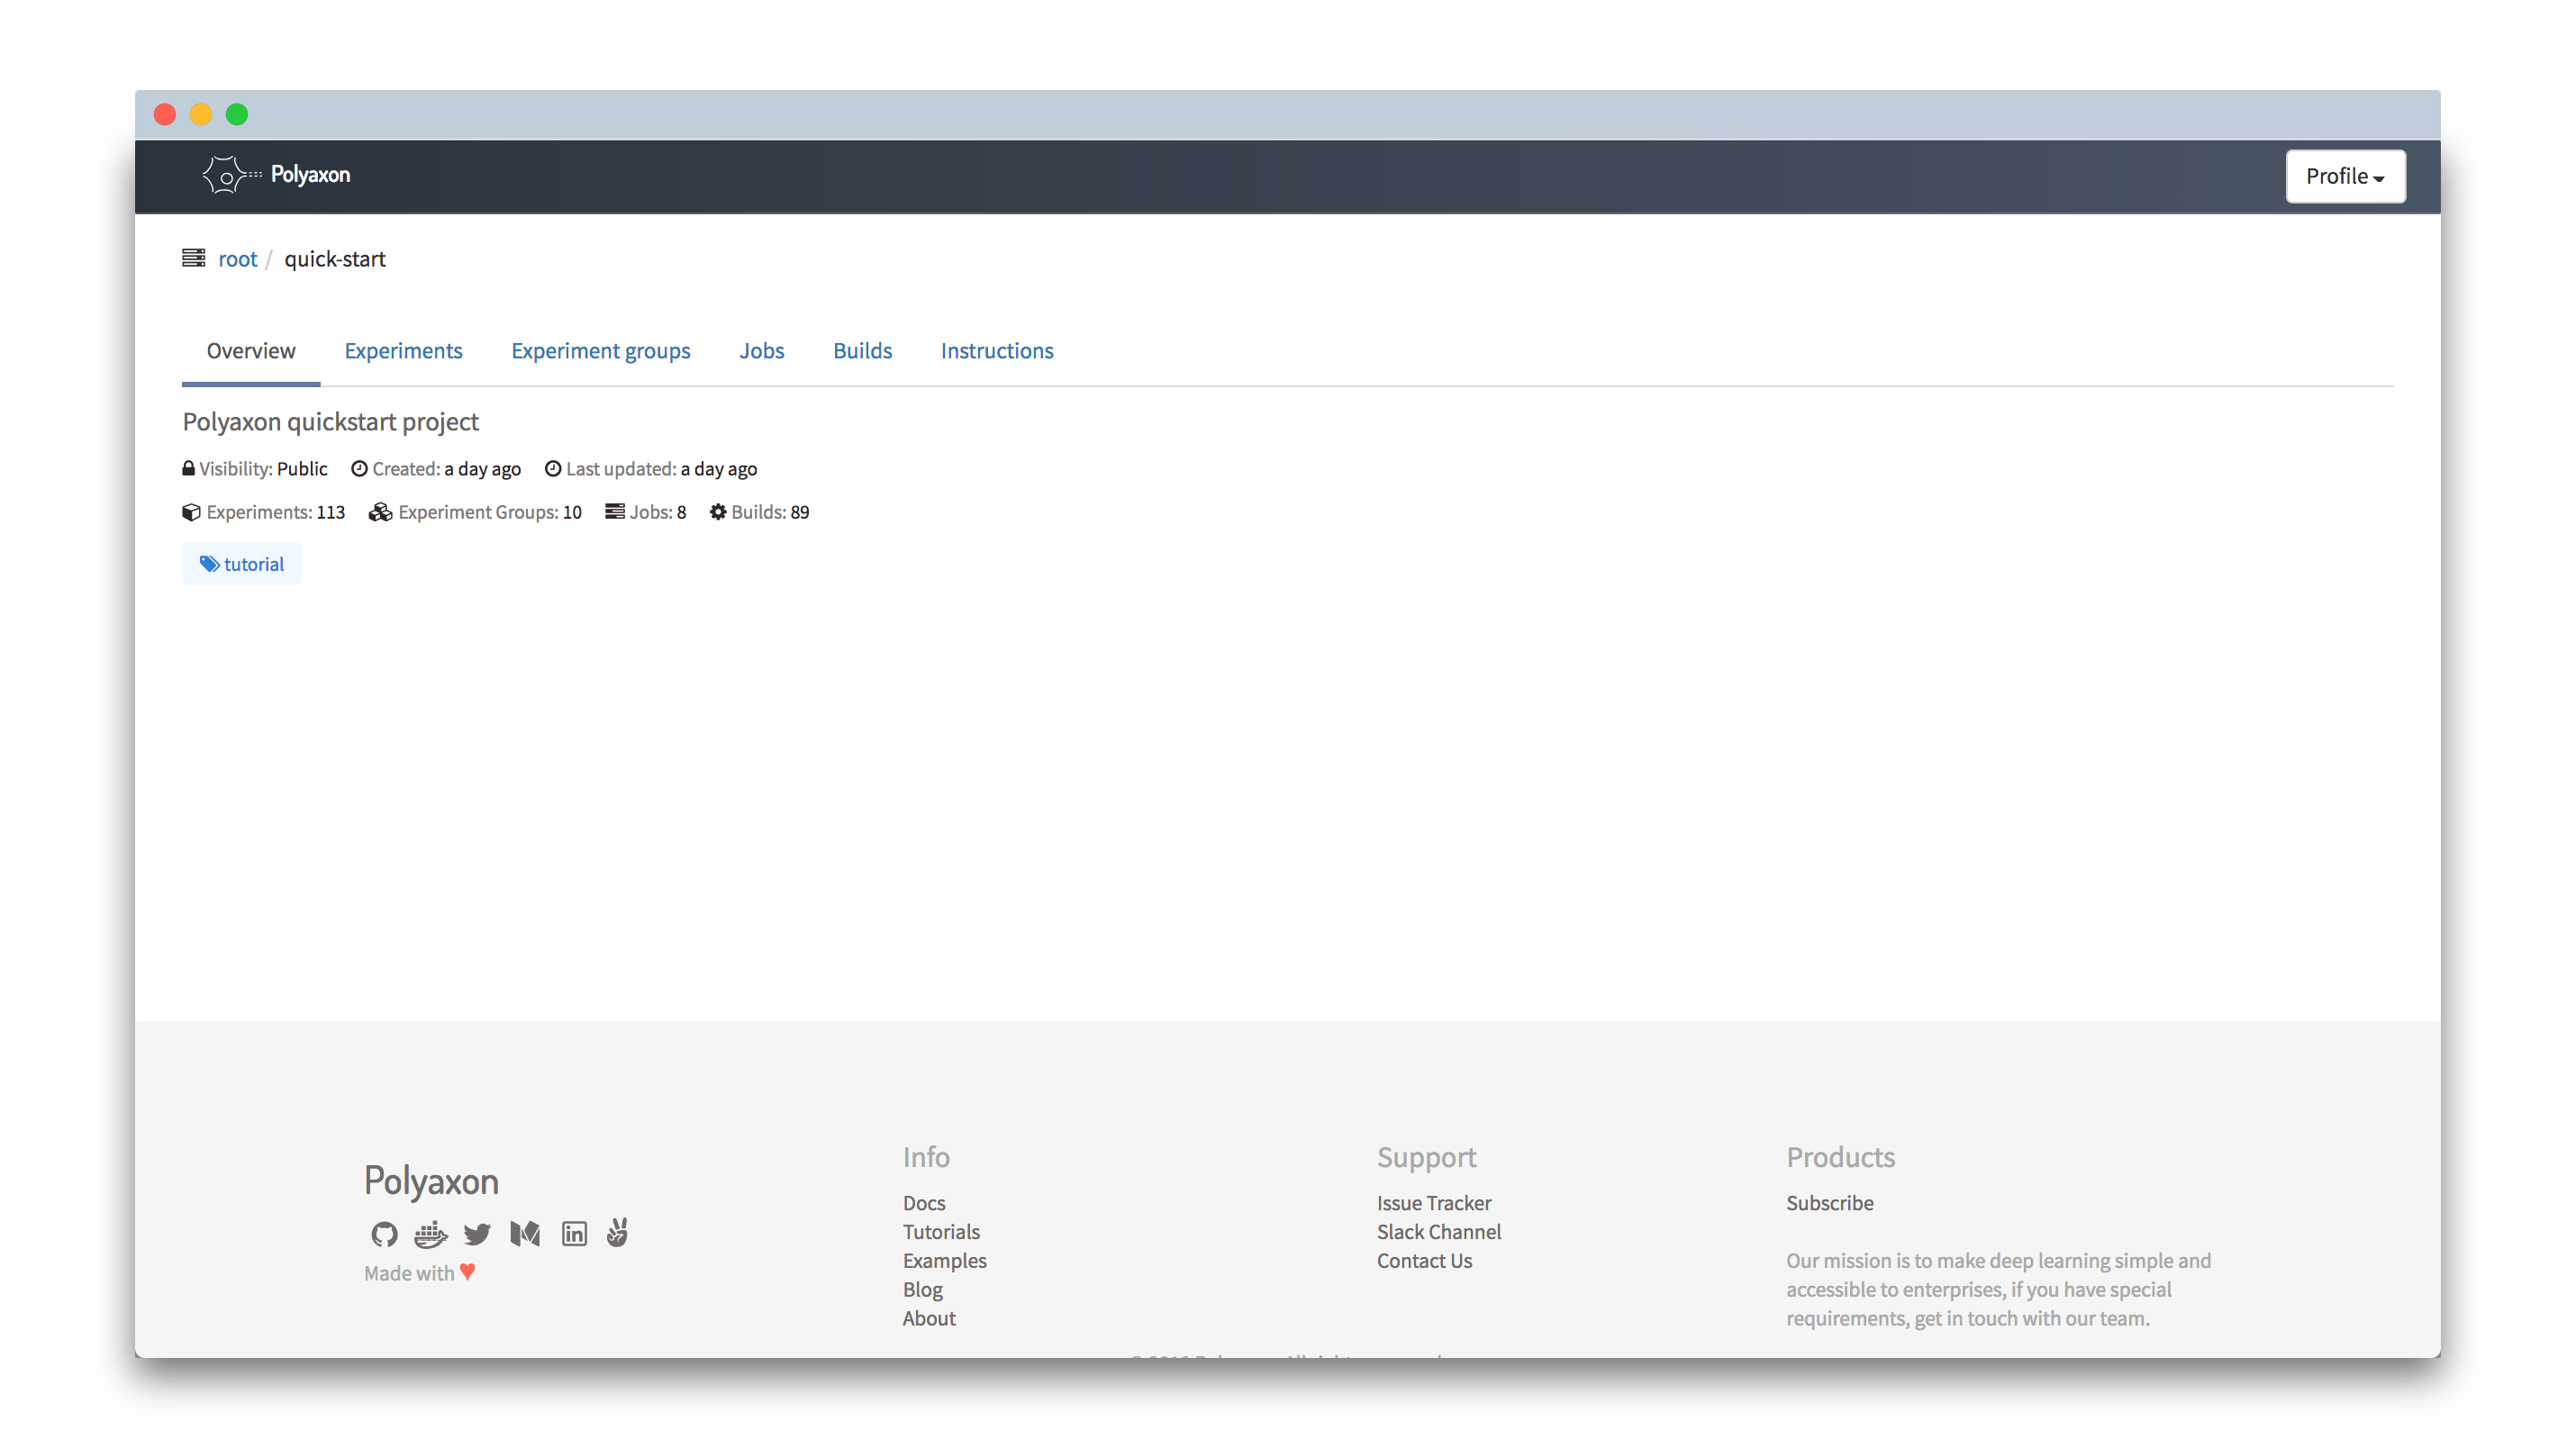 Polyaxon
Profile
root / quick-start
Overview Experiments Experiment groups Jobs Builds Instructions
Polyaxon quickstart project
Visibility: Public Created: a day ago Last updated: a day ago
Experiments: 113 Experiment Groups: 10 Jobs: 8 Builds: 89
tutorial
Polyaxon
Made with
Info
Docs
Tutorials
Examples
Blog
About
Support
Issue Tracker
Slack Channel
Contact Us
Products
Subscribe
Our mission is to make deep learning simple and
accessible to enterprises, if you have special
requirements, get in touch with our team.